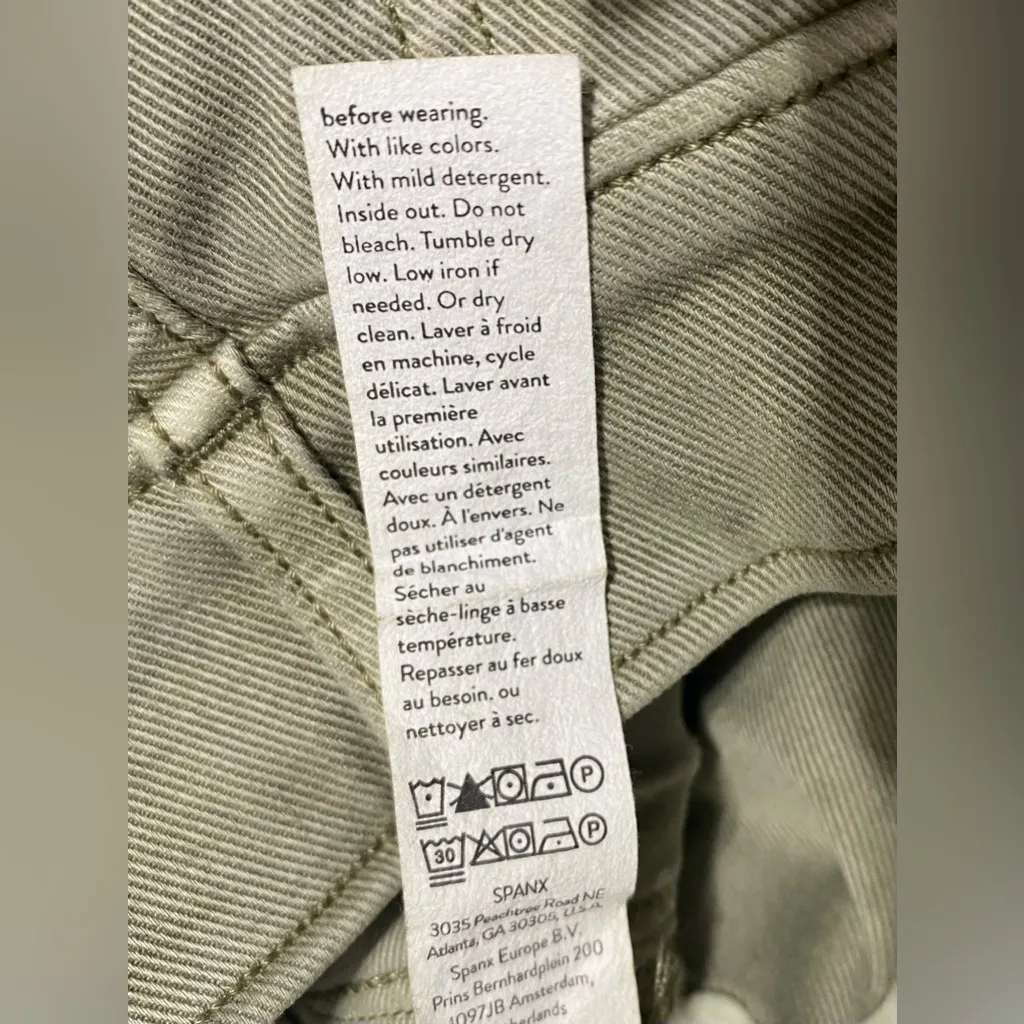 before wearing.
With like colors.
With mild detergent.
Inside out. Do not
bleach. Tumble dry
low. Low iron if
needed. Or dry
clean. Laver à froid
en machine, cycle
délicat. Laver avant
la première
utilisation. Avec
couleurs similaires.
Avec un détergent
doux. À l'envers. Ne
pas utiliser d'agent
de blanchiment.
Sécher au
sèche-linge à basse
température.
Repasser au fer doux
au besoin. ou
nettoyer à sec.
P
30 P
SPANX
3035 Peachtree Road NE
Atlanta, GA 30305, U.S.A.
Spanx Europe B.V.
Prins Bernhardplein 200
1097JB Amsterdam,